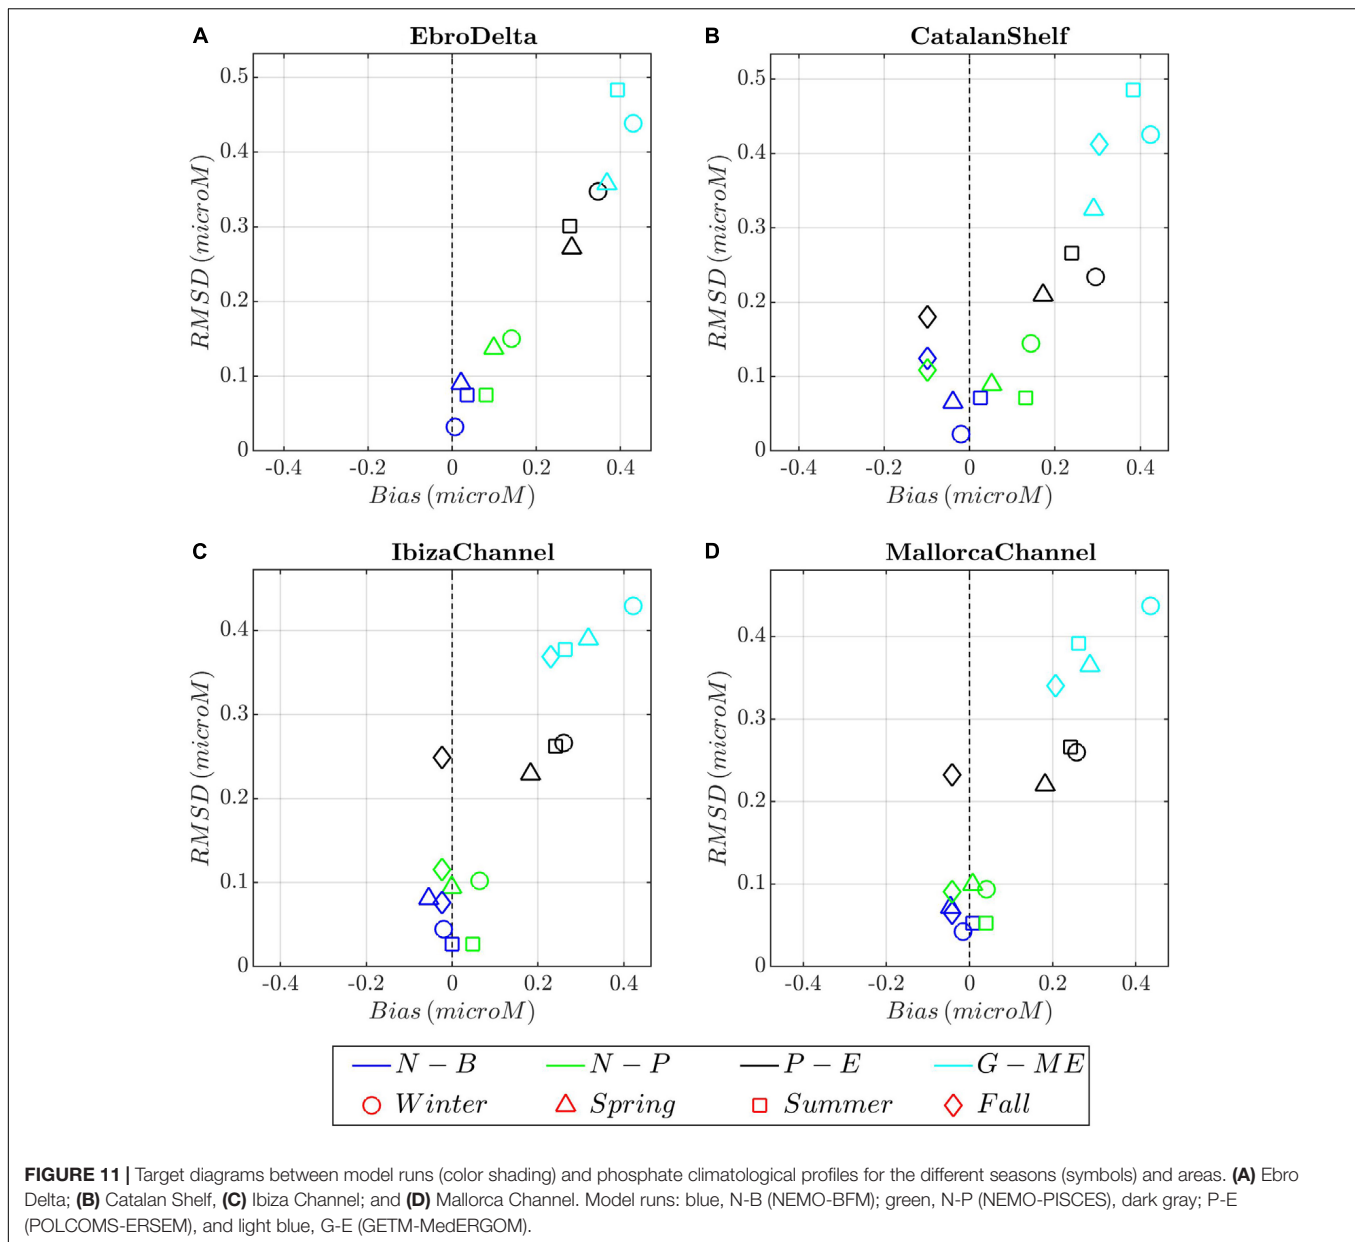 A
EbroDelta
0.5
0.4
0.3
0.2
0.1
0
-0.4
-0.2
0
0.2
0.4
RMSD (microM)
Bias (microM)
B
CatalanShelf
0.5
0.4
0.3
0.2
0.1
0
-0.4
-0.2
0
0.2
0.4
RMSD (microM)
Bias (microM)
C
IbizaChannel
0.4
0.3
0.2
0.1
0
-0.4
-0.2
0
0.2
0.4
RMSD (microM)
Bias (microM)
D
MallorcaChannel
0.4
0.3
0.2
0.1
0
-0.4
-0.2
0
0.2
0.4
RMSD (microM)
Bias (microM)
N − B
N − P
P − E
G − ME
Winter
Spring
Summer
Fall
FIGURE 11 | Target diagrams between model runs (color shading) and phosphate climatological profiles for the different seasons (symbols) and areas. (A) Ebro
Delta; (B) Catalan Shelf, (C) Ibiza Channel; and (D) Mallorca Channel. Model runs: blue, N-B (NEMO-BFM); green, N-P (NEMO-PISCES), dark gray; P-E
(POLCOMS-ERSEM), and light blue, G-E (GETM-MedERGOM).